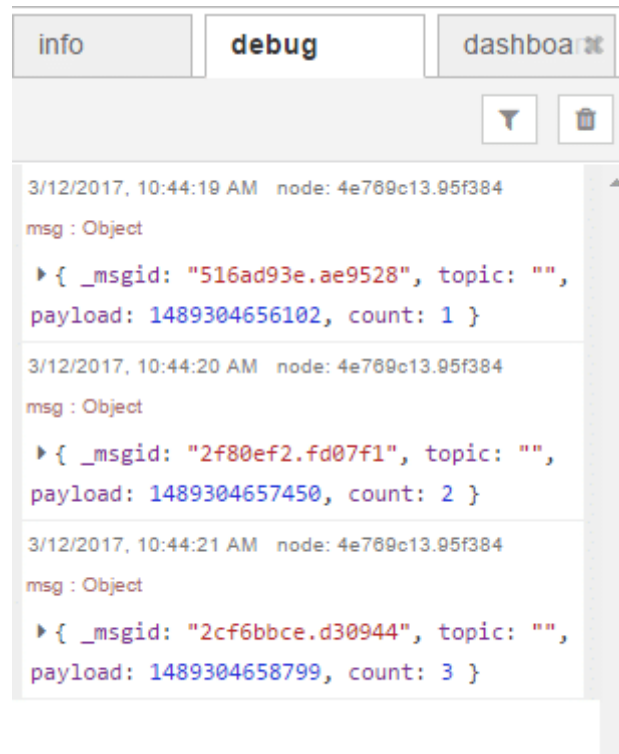 info debug dashboar
3/12/2017, 10:44:19 AM node: 4e769c13.95f384
msg : Object
{ _msgid: "516ad93e.ae9528", topic: "",
payload: 1489304656102, count: 1 }
3/12/2017, 10:44:20 AM node: 4e769c13.95f384
msg : Object
{ _msgid: "2f80ef2.fd07f1", topic: "",
payload: 1489304657450, count: 2 }
3/12/2017, 10:44:21 AM node: 4e769c13.95f384
msg : Object
{ _msgid: "2cf6bbce.d30944", topic: "",
payload: 1489304658799, count: 3 }